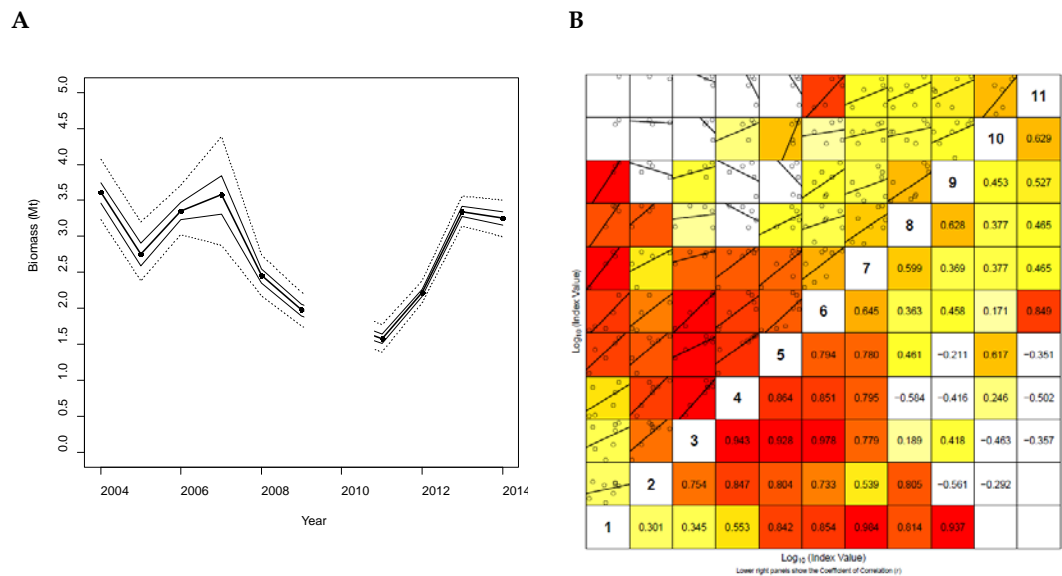 A
Biomass (Mt)
5.0
4.5
4.0
3.5
3.0
2.5
2.0
1.5
1.0
0.5
0.0
2004 2006 2008 2010 2012 2014
Year
B
Log10 (Index Value)
11
10 0.629
9 0.453 0.527
8 0.628 0.377 0.465
7 0.599 0.369 0.377 0.465
6 0.645 0.363 0.458 0.171 0.849
5 0.794 0.780 0.461 −0.211 0.617 −0.351
4 0.864 0.851 0.795 −0.584 −0.416 0.246 −0.502
3 0.943 0.928 0.978 0.779 0.189 0.418 −0.463 −0.357
2 0.754 0.847 0.804 0.733 0.539 0.805 −0.561 −0.292
1 0.301 0.345 0.553 0.842 0.854 0.984 0.814 0.937
Log10 (Index Value)
Lower right panels show the Coefficient of Correlation (r)